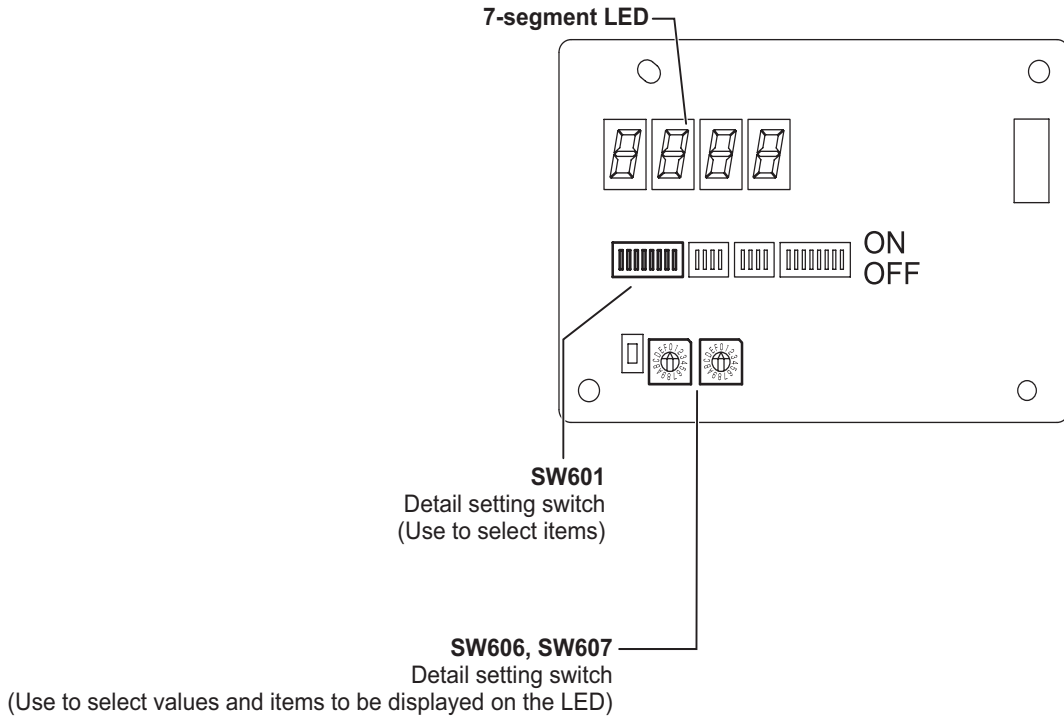 7-segment LED
ON
OFF
SW601
Detail setting switch
(Use to select items)
SW606, SW607
Detail setting switch
(Use to select values and items to be displayed on the LED)